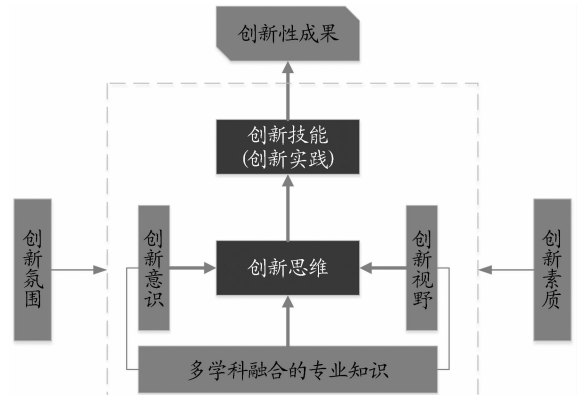 创新性成果
创新技能
(创新实践)
创新氛围
创新意识
创新思维
创新视野
创新素质
多学科融合的专业知识